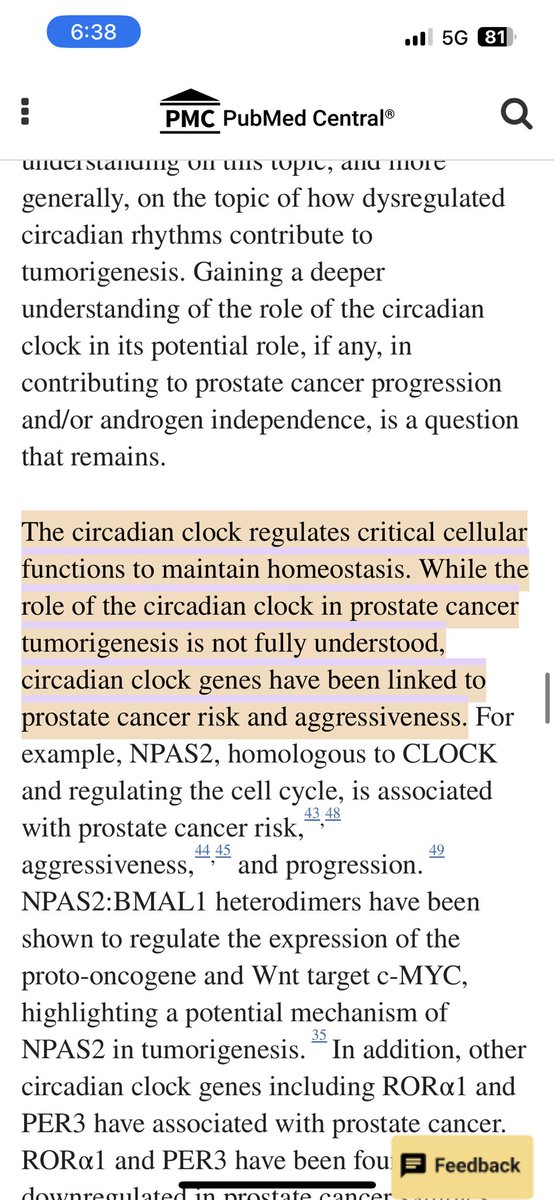 6:38
5G 81
PMC PubMed Central®
understanding on this topic, and more
generally, on the topic of how dysregulated
circadian rhythms contribute to
tumorigenesis. Gaining a deeper
understanding of the role of the circadian
clock in its potential role, if any, in
contributing to prostate cancer progression
and/or androgen independence, is a question
that remains.
The circadian clock regulates critical cellular
functions to maintain homeostasis. While the
role of the circadian clock in prostate cancer
tumorigenesis is not fully understood,
circadian clock genes have been linked to
prostate cancer risk and aggressiveness. For
example, NPAS2, homologous to CLOCK
and regulating the cell cycle, is associated
with prostate cancer risk,43,48
aggressiveness,44,45 and progression. 49
NPAS2:BMAL1 heterodimers have been
shown to regulate the expression of the
proto-oncogene and Wnt target c-MYC,
highlighting a potential mechanism of
NPAS2 in tumorigenesis. 35 In addition, other
circadian clock genes including RORα1 and
PER3 have associated with prostate cancer.
RORα1 and PER3 have been fou
Feedback
downregulated in prostate cancer